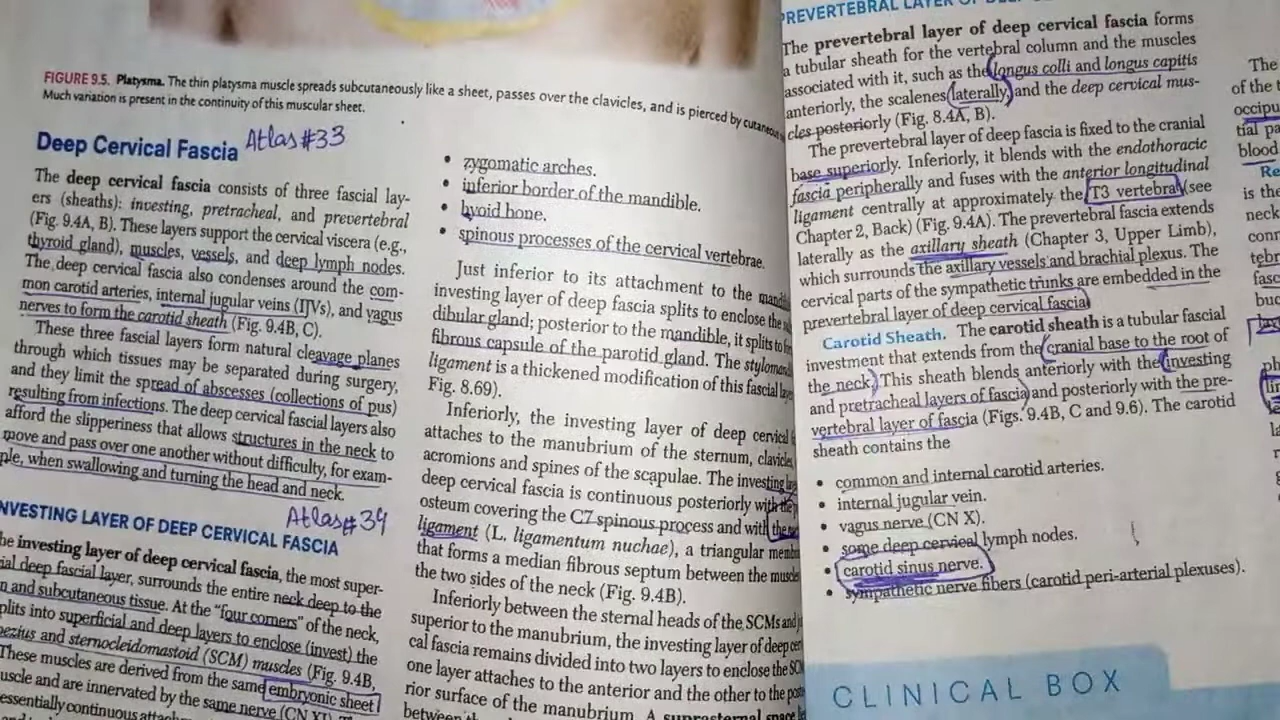 FIGURE 9.5. Platysma. The thin platysma muscle spreads subcutaneously like a sheet, passes over the clavicles, and is pierced by cutaneous
Much variation is present in the continuity of this muscular sheet.
Deep Cervical Fascia Atlas #33
The deep cervical fascia consists of three fascial lay-
ers (sheaths): investing, pretracheal, and prevertebral
(Fig. 9.4A, B). These layers support the cervical viscera (e.g.,
thyroid gland), muscles, vessels, and deep lymph nodes.
The deep cervical fascia also condenses around the com-
mon carotid arteries, internal jugular veins (IJVs), and vagus
nerves to form the carotid sheath (Fig. 9.4B, C).
These three fascial layers form natural cleavage planes
through which tissues may be separated during surgery,
and they limit the spread of abscesses (collections of pus)
resulting from infections. The deep cervical fascial layers also
afford the slipperiness that allows structures in the neck to
move and pass over one another without difficulty, for exam-
ple, when swallowing and turning the head and neck.
Atlas #34
NVESTING LAYER OF DEEP CERVICAL FASCIA
he investing layer of deep cervical fascia, the most super-
ial deep fascial layer, surrounds the entire neck deep to the
n and subcutaneous tissue. At the "four corners" of the neck,
plits into superficial and deep layers to enclose (invest) the
pezius and sternocleidomastoid (SCM) muscles (Fig. 9.4B,
These muscles are derived from the same embryonic sheet
uscle and are innervated by the same nerve (CN XI).
essentially continuous
• zygomatic arches.
• inferior border of the mandible.
• hyoid bone.
• spinous processes of the cervical vertebrae.
Just inferior to its attachment to the
investing layer of deep fascia splits to enclose the
dibular gland; posterior to the mandible, it splits to
fibrous capsule of the parotid gland. The
ligament is a thickened modification of this fascial
Fig. 8.69).
Inferiorly, the investing layer of deep cervical
attaches to the manubrium of the sternum, clavicles,
acromions and spines of the scapulae. The investing
deep cervical fascia is continuous posteriorly with
osteum covering the C7 spinous process and with the
ligament (L. ligamentum nuchae), a triangular
that forms a median fibrous septum between the
the two sides of the neck (Fig. 9.4B).
Inferiorly between the sternal heads of the SCMs
superior to the manubrium, the investing layer of deep
cal fascia remains divided into two layers to enclose the
one layer attaches to the anterior and the other to the
rior surface of the manubrium. A suprasternal space
between the
PREVERTEBRAL LAYER OF
The prevertebral layer of deep cervical fascia forms
a tubular sheath for the vertebral column and the muscles
associated with it, such as the longus colli and longus capitis
anteriorly, the scalenes laterally, and the deep cervical mus-
cles posteriorly (Fig. 8.4A, B).
The prevertebral layer of deep fascia is fixed to the cranial
base superiorly. Inferiorly, it blends with the endothoracic
fascia peripherally and fuses with the anterior longitudinal
ligament centrally at approximately the T3 vertebra (see
Chapter 2, Back) (Fig. 9.4A). The prevertebral fascia extends
laterally as the axillary sheath (Chapter 3, Upper Limb),
which surrounds the axillary vessels and brachial plexus. The
cervical parts of the sympathetic trunks are embedded in the
prevertebral layer of deep cervical fascia.
Carotid Sheath. The carotid sheath is a tubular fascial
investment that extends from the cranial base to the root of
the neck. This sheath blends anteriorly with the investing
and pretracheal layers of fascia and posteriorly with the pre-
vertebral layer of fascia (Figs. 9.4B, C and 9.6). The carotid
sheath contains the
• common and internal carotid arteries.
• internal jugular vein.
• vagus nerve (CN X).
• some deep cervical lymph nodes.
• carotid sinus nerve.
• sympathetic nerve fibers (carotid peri-arterial plexuses).
CLINICAL BOX
The
of the
occipu
tial pa
blood
Re
is the
neck